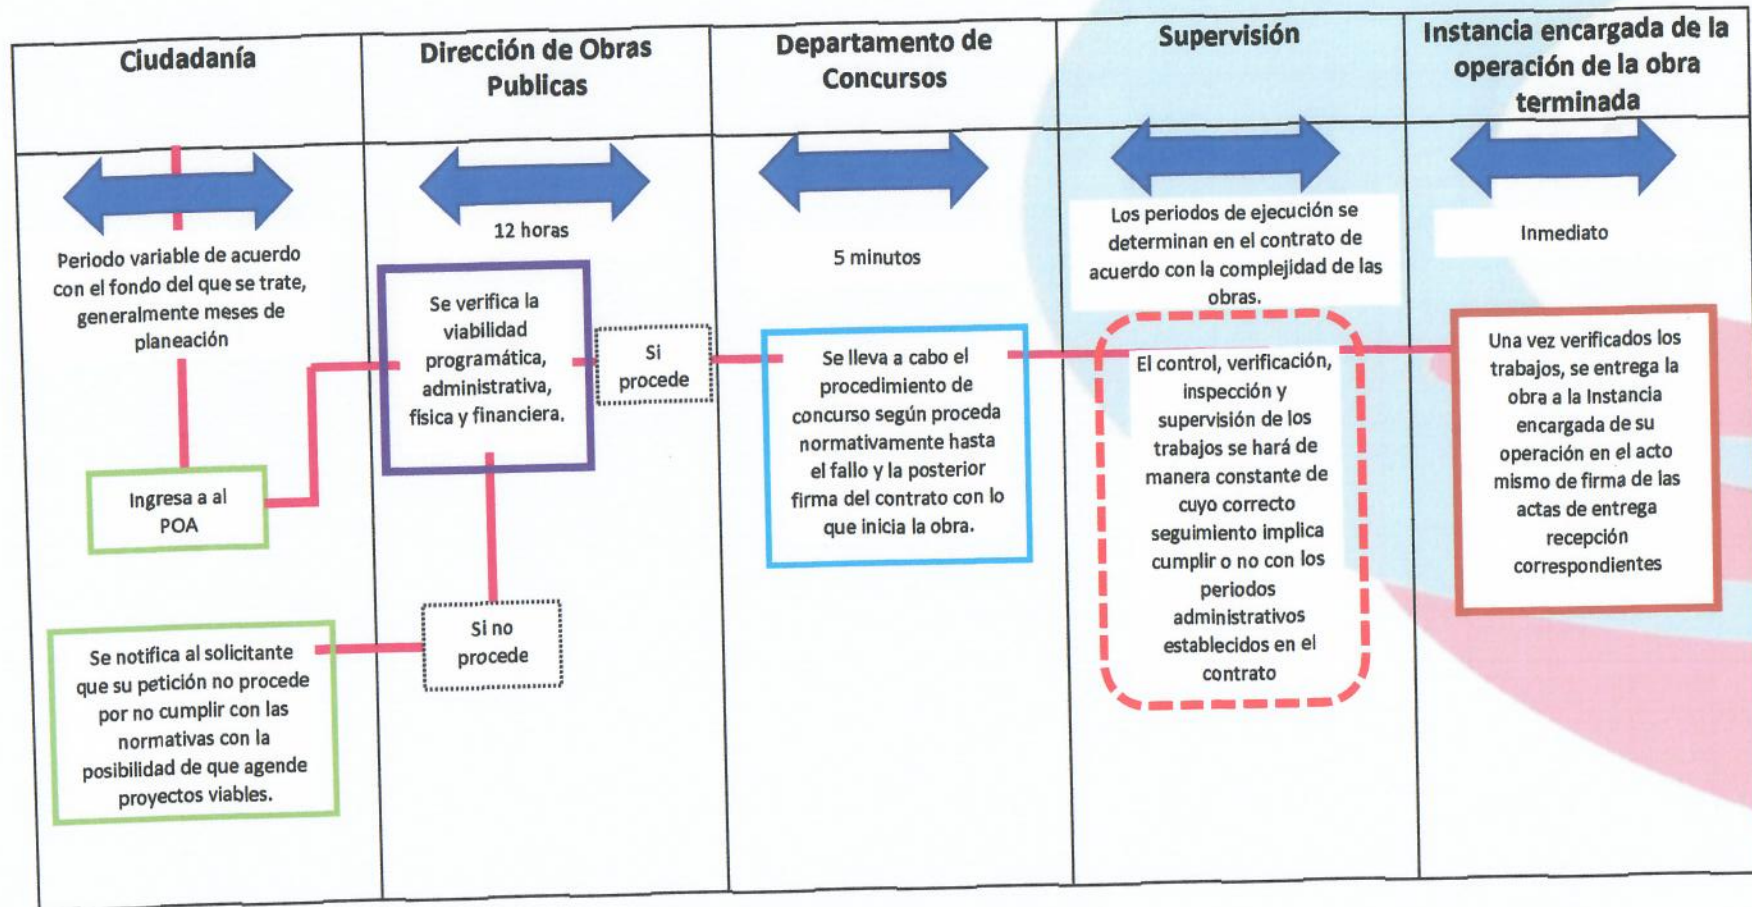 Ciudadanía
Dirección de Obras
Publicas
Departamento de
Concursos
Supervisión
Instancia encargada de la
operación de la obra
terminada
Periodo variable de acuerdo
con el fondo del que se trate,
generalmente meses de
planeación
Ingresa a al
POA
Se notifica al solicitante
que su petición no procede
por no cumplir con las
normativas con la
posibilidad de que agende
proyectos viables.
12 horas
Se verifica la
viabilidad
programática,
administrativa,
física y financiera.
Si
procede
Si no
procede
5 minutos
Se lleva a cabo el
procedimiento de
concurso según proceda
normativamente hasta
el fallo y la posterior
firma del contrato con lo
que inicia la obra.
Los periodos de ejecución se
determinan en el contrato de
acuerdo con la complejidad de las
obras.
El control, verificación,
inspección y
supervisión de los
trabajos se hará de
manera constante de
cuyo correcto
seguimiento implica
cumplir o no con los
periodos
administrativos
establecidos en el
contrato
Inmediato
Una vez verificados los
trabajos, se entrega la
obra a la Instancia
encargada de su
operación en el acto
mismo de firma de las
actas de entrega
recepción
correspondientes